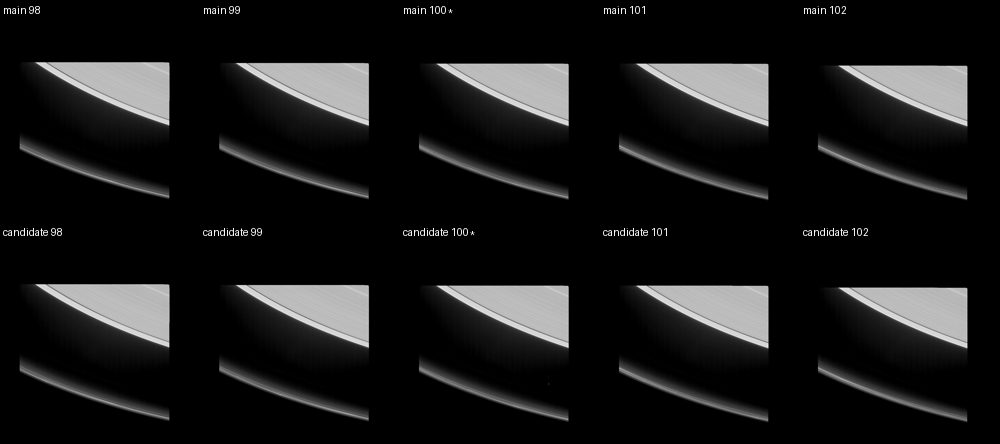 main 98
main 99
main 100*
main 101
main 102
candidate 98
candidate 99
candidate 100*
candidate 101
candidate 102